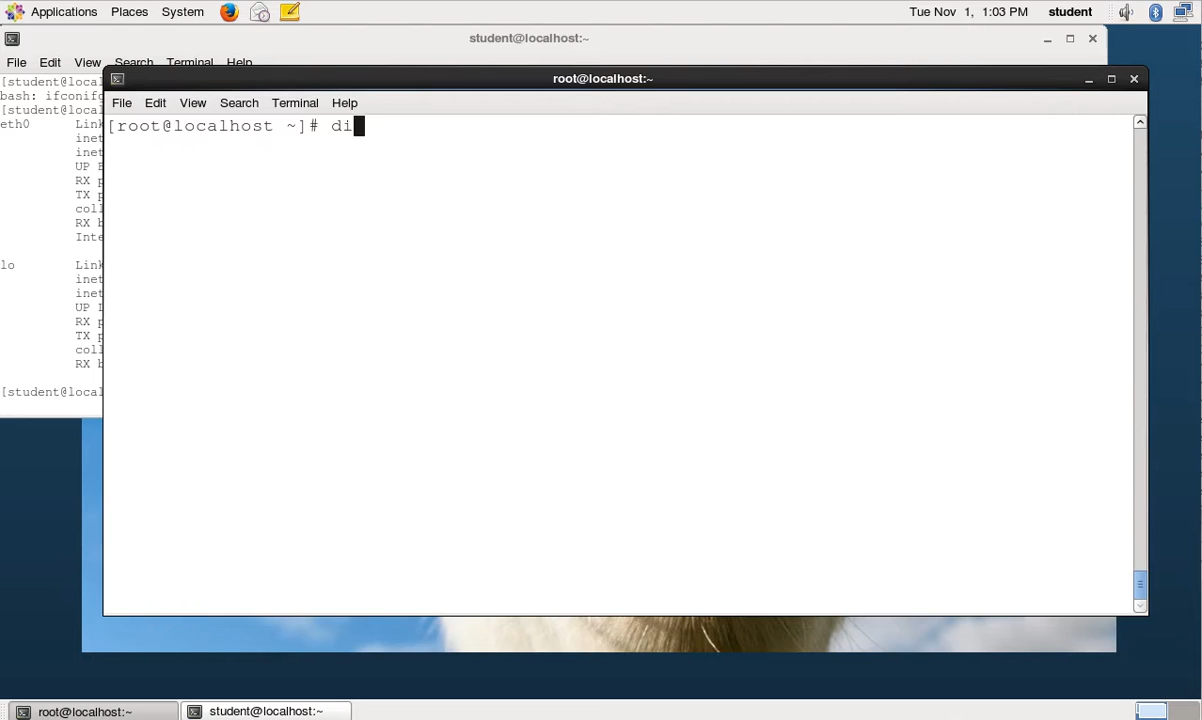 Applications Places System Tue Nov 1, 1:03 PM student
student@localhost:~
File Edit View Search Terminal Help
[student@local
bash: ifconifg
[student@local
root@localhost:~
File Edit View Search Terminal Help
[root@localhost ~]# di
eth0 Link
inet
inet
UP
RX p
TX p
coll
RX b
Inte
lo Link
inet
inet
UP
RX p
TX p
coll
RX b
[student@local
root@localhost:~
student@localhost:~